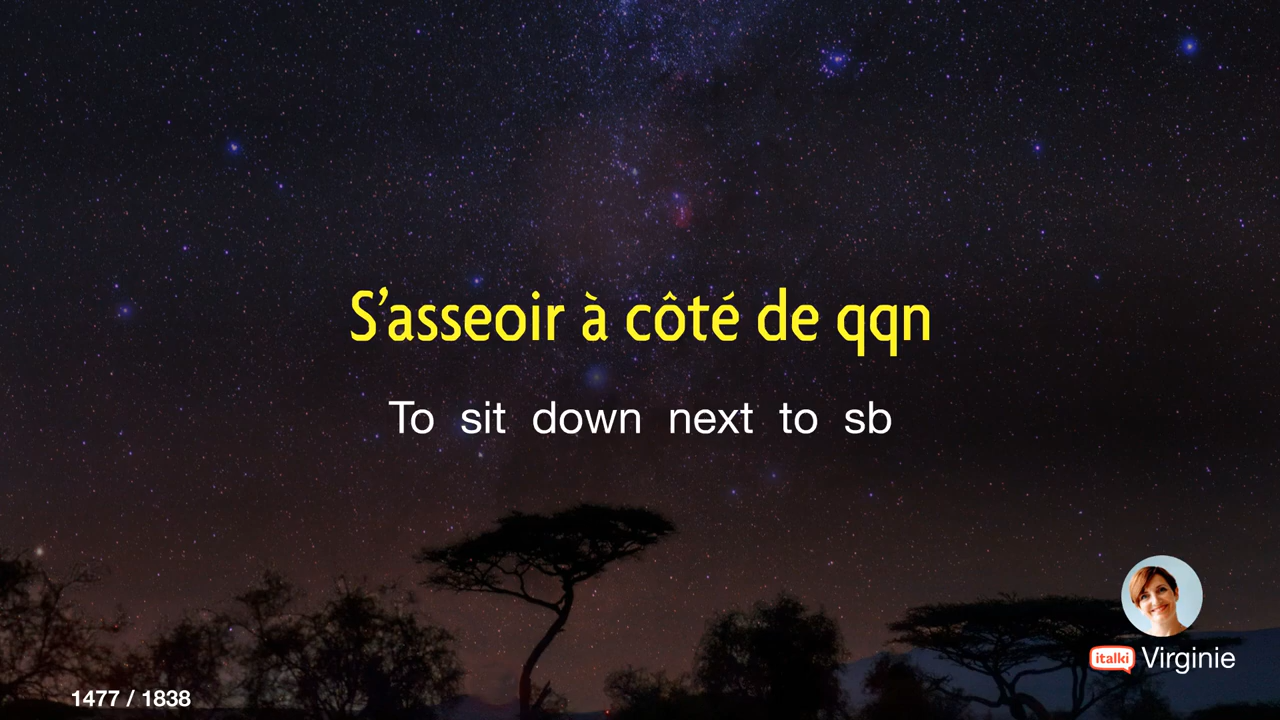 S’asseoir à côté de qqn
To sit down next to sb
italki Virginie
1477 / 1838